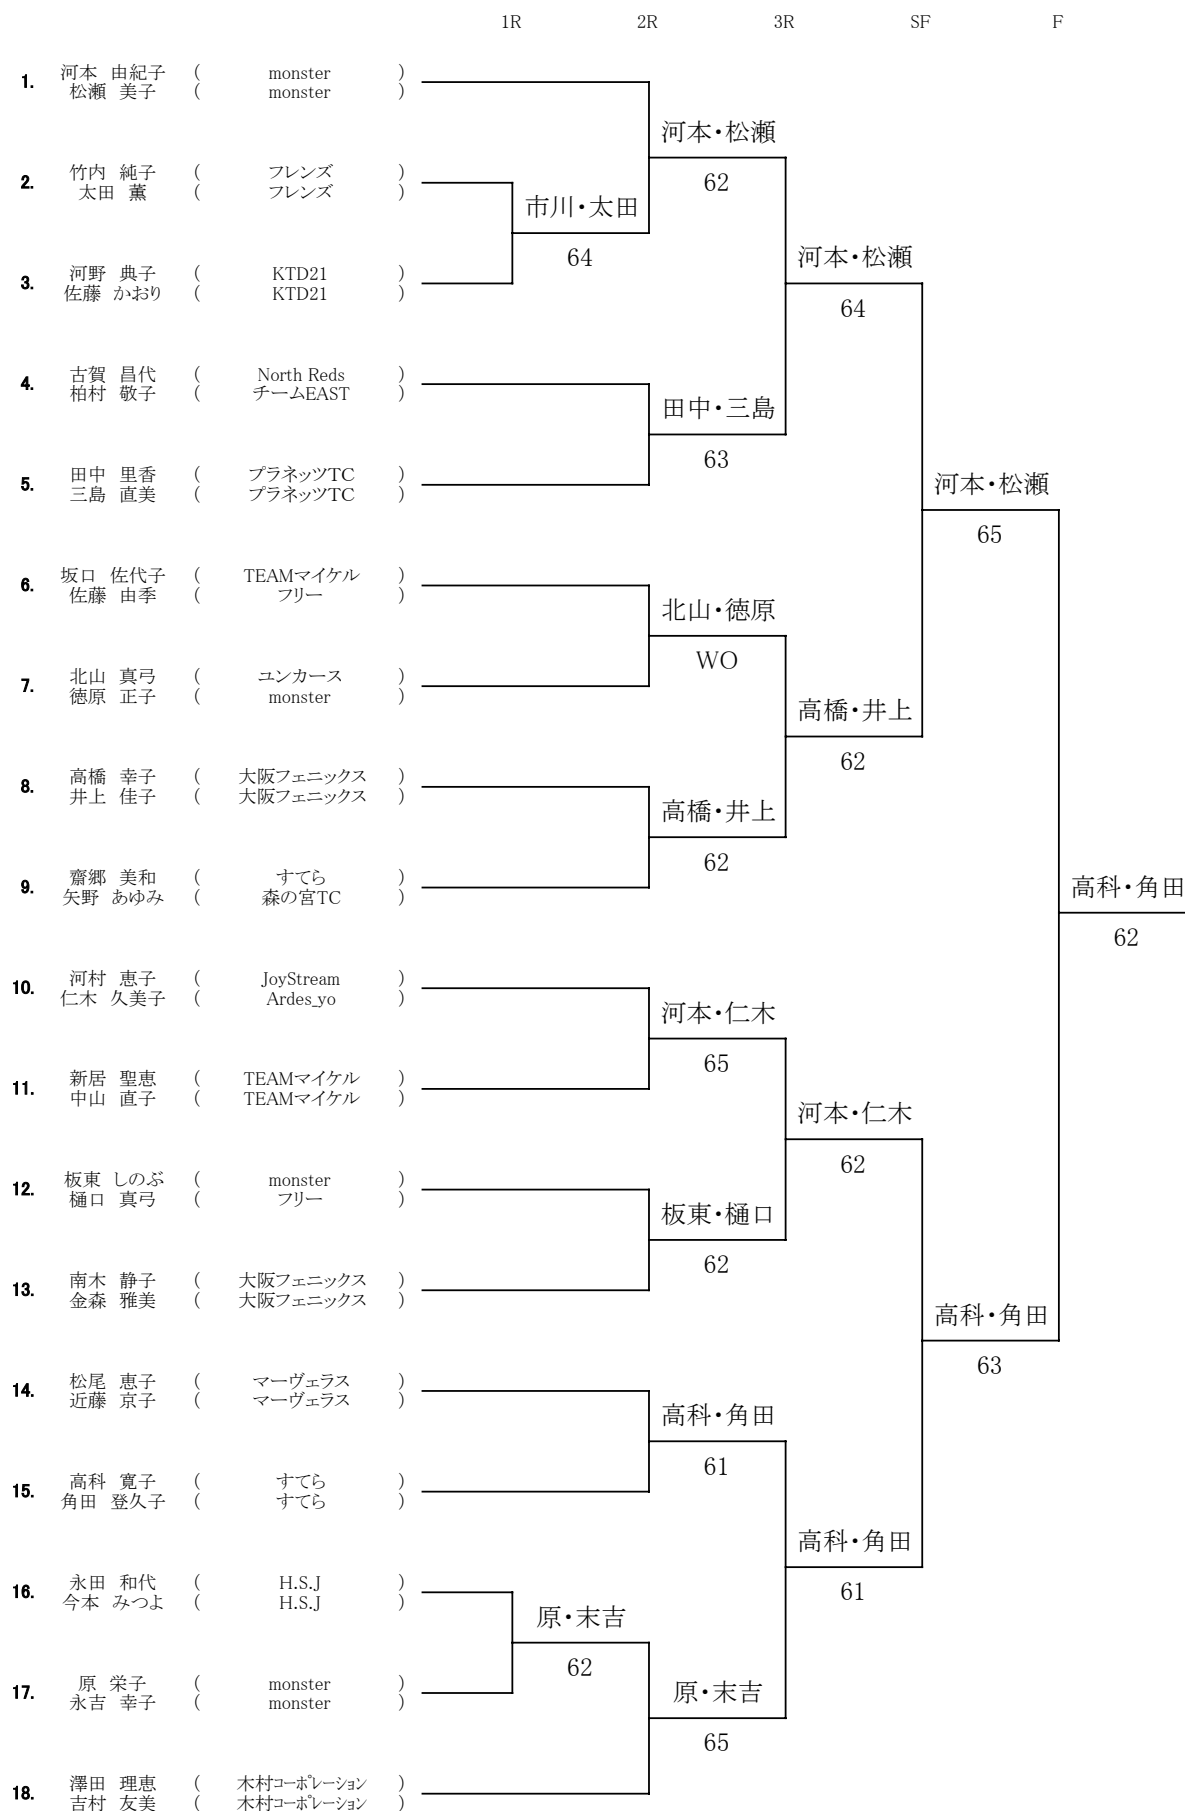 1R 2R 3R SF F
河本 由紀子 ( monster )
1.
松瀬 美子 ( monster )
河本・松瀬
竹内 純子 ( フレンズ )
2. 62
太田 薫 ( フレンズ )
市川・太田
64
河本・松瀬
河野 典子 ( KTD21 )
3.
佐藤 かおり ( KTD21 )
64
古賀 昌代 ( North Reds )
4.
柏村 敬子 ( チームEAST )
田中・三島
63
田中 里香 ( プラネッツTC )
5. 河本・松瀬
三島 直美 ( プラネッツTC )
65
坂口 佐代子 ( TEAMマイケル )
6.
佐藤 由季 ( フリー )
北山・徳原
WO
北山 真弓 ( ユンカース )
7.
徳原 正子 ( monster )
高橋・井上
62
高橋 幸子 ( 大阪フェニックス )
8.
井上 佳子 ( 大阪フェニックス )
高橋・井上
62
齋郷 美和 ( すてら )
9. 高科・角田
矢野 あゆみ ( 森の宮TC )
62
河村 恵子 ( JoyStream )
10.
仁木 久美子 ( Ardes_yo )
河本・仁木
65
新居 聖恵 ( TEAMマイケル )
11.
中山 直子 ( TEAMマイケル )
河本・仁木
62
板東 しのぶ ( monster )
12.
樋口 真弓 ( フリー )
板東・樋口
62
南木 静子 ( 大阪フェニックス )
13.
金森 雅美 ( 大阪フェニックス )
高科・角田
63
松尾 恵子 ( マーヴェラス )
14.
近藤 京子 ( マーヴェラス )
高科・角田
61
高科 寛子 ( すてら )
15.
角田 登久子 ( すてら )
高科・角田
永田 和代 ( H.S.J )
16. 61
今本 みつよ ( H.S.J )
原・末吉
62
原 栄子 ( monster )
17. 原・末吉
永吉 幸子 ( monster )
65
澤田 理恵 ( 木村コーポレーション )
18.
吉村 友美 ( 木村コーポレーション )